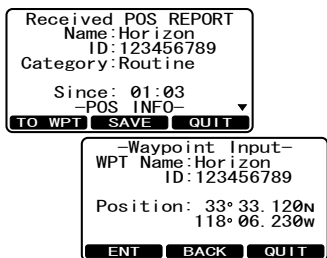 Received POS REPORT
Name:Horizon
ID:123456789
Category:Routine
Since: 01:03
–POS INFO– ▼
TO WPT SAVE QUIT
–Waypoint Input–
WPT Name:Horizon
ID:123456789
Position: 33° 33. 120N
118° 06. 230W
ENT BACK QUIT